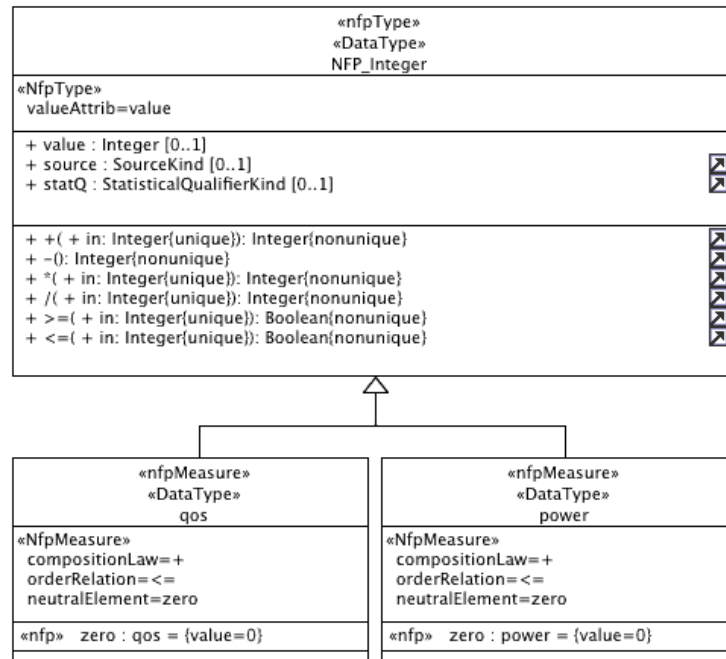 «nfpType»
«DataType»
NFP_Integer
«NfpType»
valueAttrib=value
+ value : Integer [0..1]
+ source : SourceKind [0..1]
+ statQ : StatisticalQualifierKind [0..1]
+ +( + in: Integer{unique}): Integer{nonunique}
+ -(): Integer{nonunique}
+ *( + in: Integer{unique}): Integer{nonunique}
+ /( + in: Integer{unique}): Integer{nonunique}
+ >=( + in: Integer{unique}): Boolean{nonunique}
+ <=( + in: Integer{unique}): Boolean{nonunique}
«nfpMeasure»
«DataType»
qos
«NfpMeasure»
compositionLaw=+
orderRelation=<=
neutralElement=zero
«nfp» zero : qos = {value=0}
«nfpMeasure»
«DataType»
power
«NfpMeasure»
compositionLaw=+
orderRelation=<=
neutralElement=zero
«nfp» zero : power = {value=0}